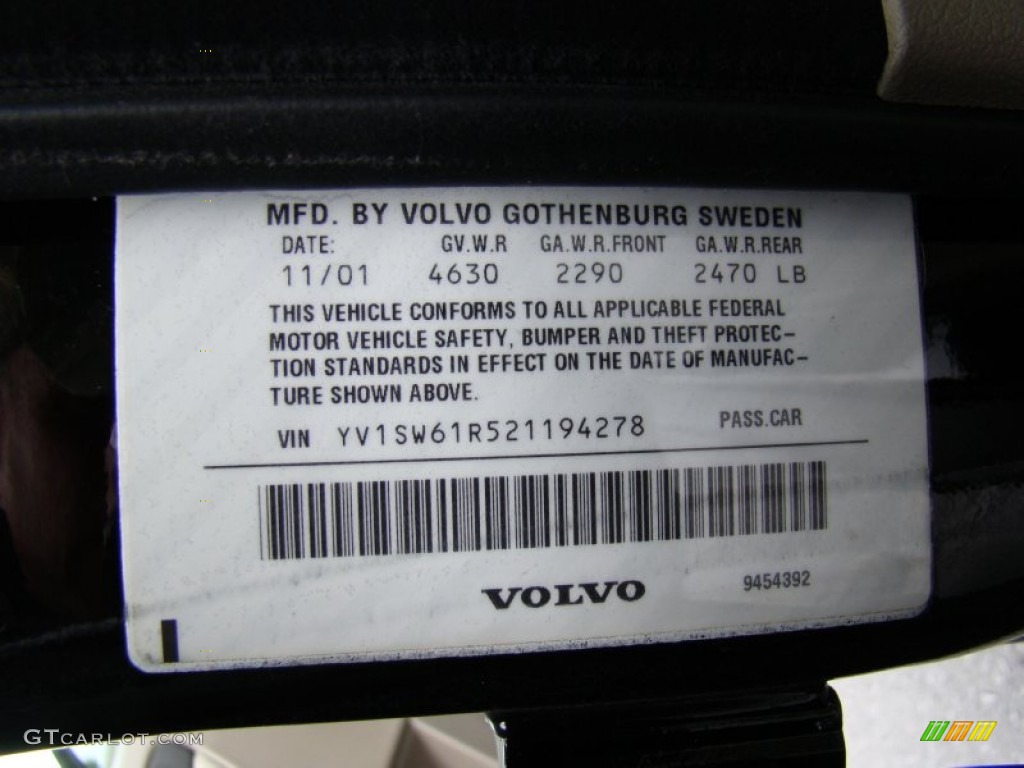 MFD. BY VOLVO GOTHENBURG SWEDEN
DATE: GV.W.R GA.W.R.FRONT GA.W.R.REAR
11/01 4630 2290 2470 LB
THIS VEHICLE CONFORMS TO ALL APPLICABLE FEDERAL
MOTOR VEHICLE SAFETY, BUMPER AND THEFT PROTEC-
TION STANDARDS IN EFFECT ON THE DATE OF MANUFAC-
TURE SHOWN ABOVE.
VIN YV1SW61R521194278 PASS.CAR
VOLVO 9454392
GTCARLOT.COM